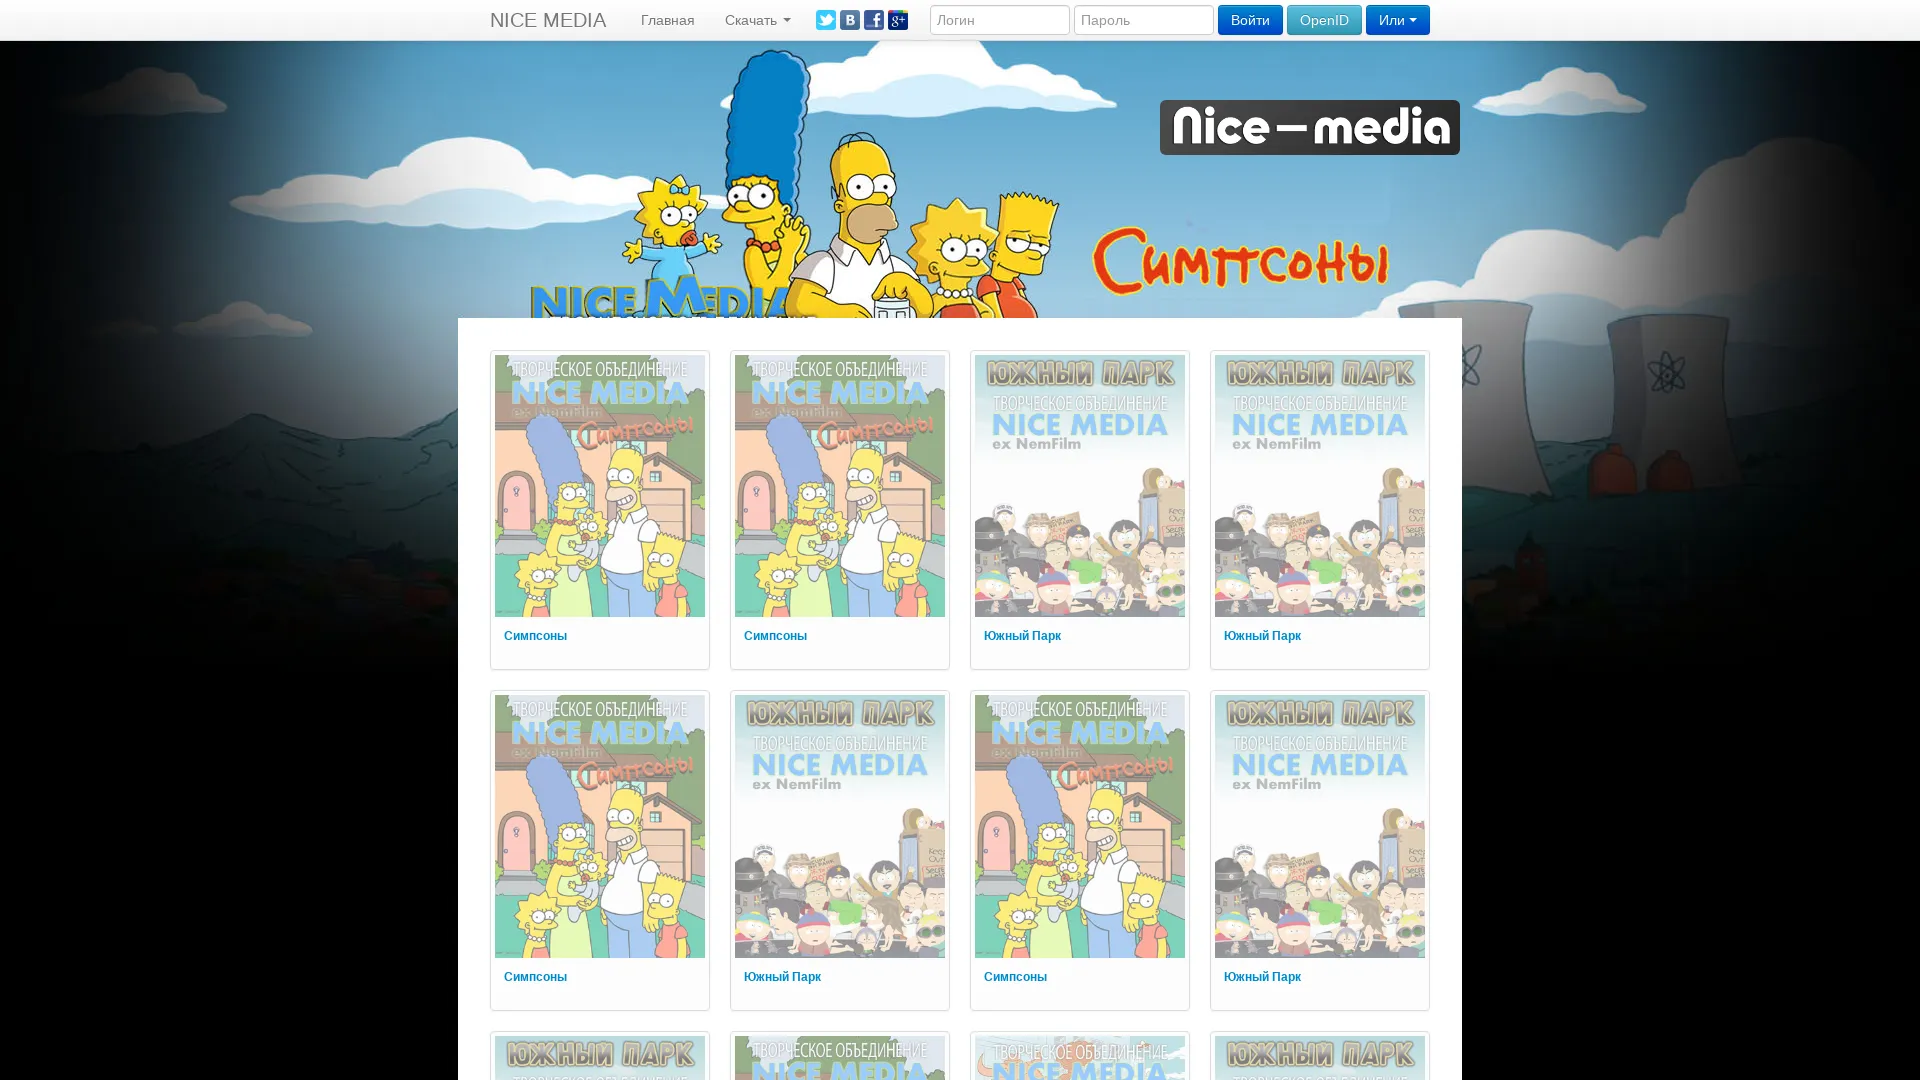 NICE MEDIA Главная Скачать Логин Пароль Войти OpenID Или
Nice-media
Симпсоны
NICE MEDIA
ТВОРЧЕСКОЕ ОБЪЕДИНЕНИЕ
NICE MEDIA
ex NemFilm
Симпсоны
Симпсоны
ТВОРЧЕСКОЕ ОБЪЕДИНЕНИЕ
NICE MEDIA
ex NemFilm
Симпсоны
Симпсоны
ЮЖНЫЙ ПАРК
ТВОРЧЕСКОЕ ОБЪЕДИНЕНИЕ
NICE MEDIA
ex NemFilm
Южный Парк
ЮЖНЫЙ ПАРК
ТВОРЧЕСКОЕ ОБЪЕДИНЕНИЕ
NICE MEDIA
ex NemFilm
Южный Парк
ТВОРЧЕСКОЕ ОБЪЕДИНЕНИЕ
NICE MEDIA
ex NemFilm
Симпсоны
Симпсоны
ЮЖНЫЙ ПАРК
ТВОРЧЕСКОЕ ОБЪЕДИНЕНИЕ
NICE MEDIA
ex NemFilm
Южный Парк
ТВОРЧЕСКОЕ ОБЪЕДИНЕНИЕ
NICE MEDIA
ex NemFilm
Симпсоны
Симпсоны
ЮЖНЫЙ ПАРК
ТВОРЧЕСКОЕ ОБЪЕДИНЕНИЕ
NICE MEDIA
ex NemFilm
Южный Парк
ЮЖНЫЙ ПАРК
ТВОРЧЕСКОЕ ОБЪЕДИНЕНИЕ
NICE MEDIA
ТВОРЧЕСКОЕ ОБЪЕДИНЕНИЕ
NICE MEDIA
ЮЖНЫЙ ПАРК